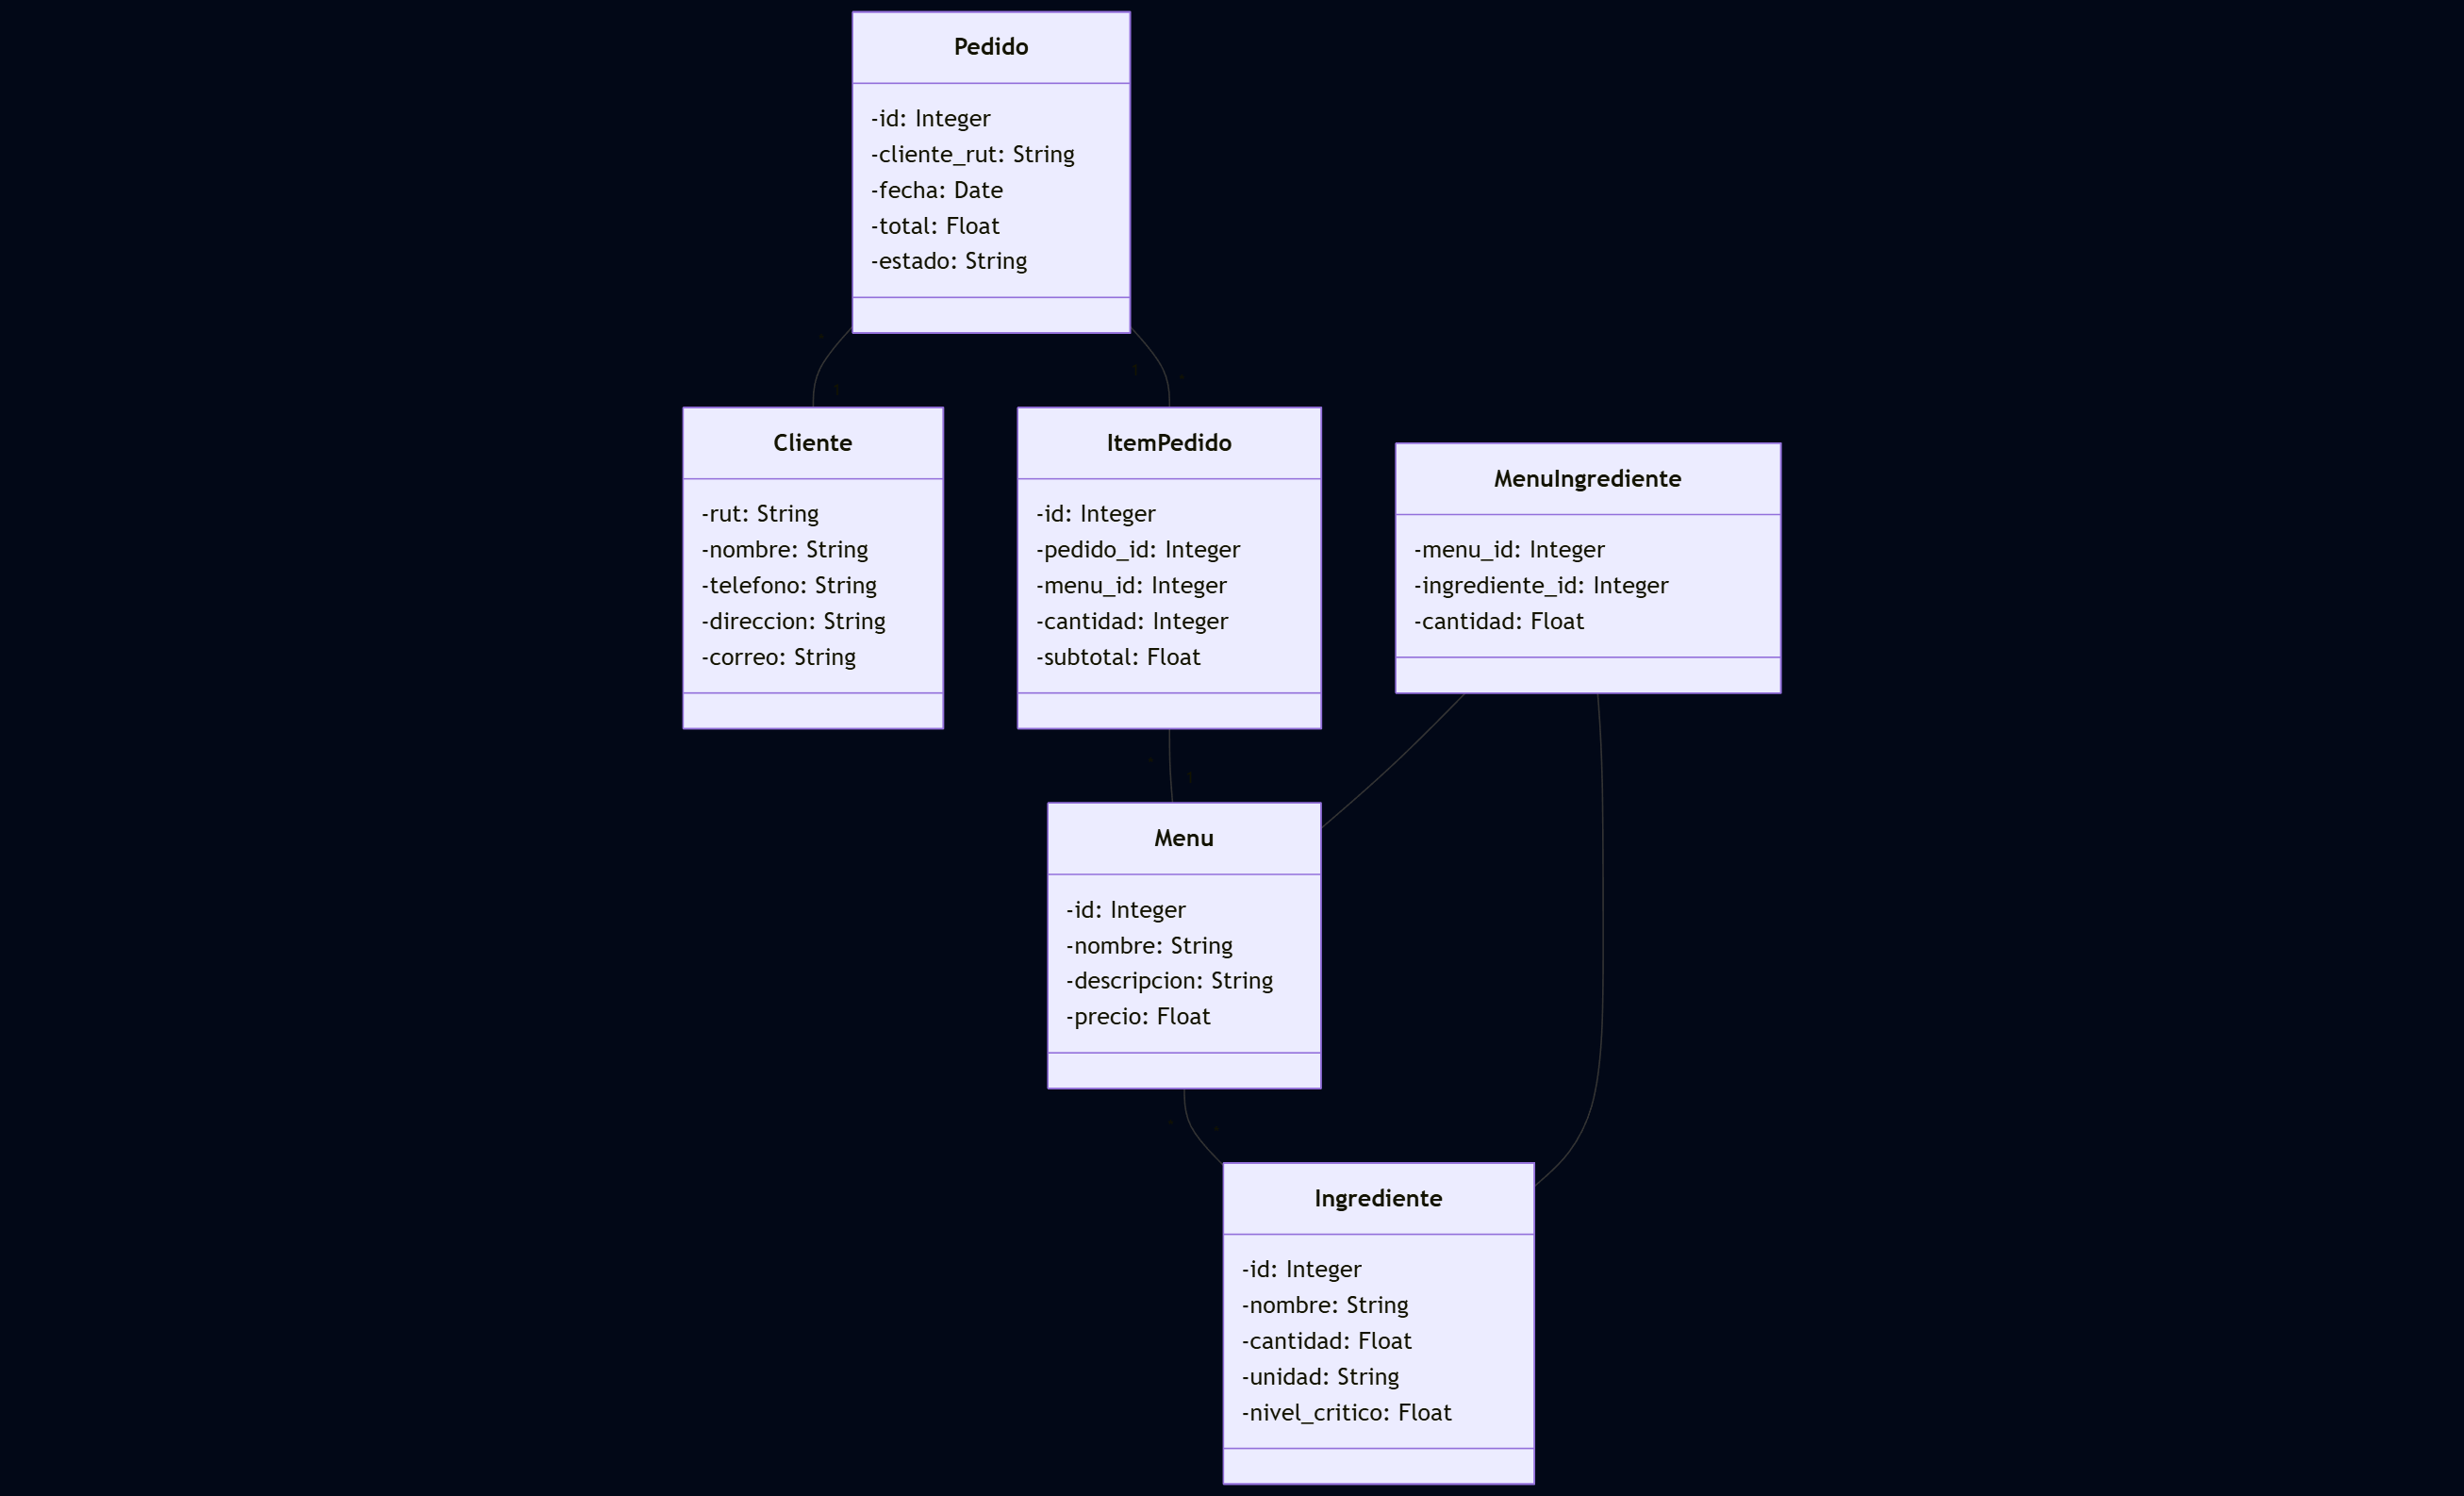 Pedido
-id: Integer
-cliente_rut: String
-fecha: Date
-total: Float
-estado: String
*
1
1
*
Cliente
-rut: String
-nombre: String
-telefono: String
-direccion: String
-correo: String
ItemPedido
-id: Integer
-pedido_id: Integer
-menu_id: Integer
-cantidad: Integer
-subtotal: Float
MenuIngrediente
-menu_id: Integer
-ingrediente_id: Integer
-cantidad: Float
*
1
Menu
-id: Integer
-nombre: String
-descripcion: String
-precio: Float
*
*
Ingrediente
-id: Integer
-nombre: String
-cantidad: Float
-unidad: String
-nivel_critico: Float